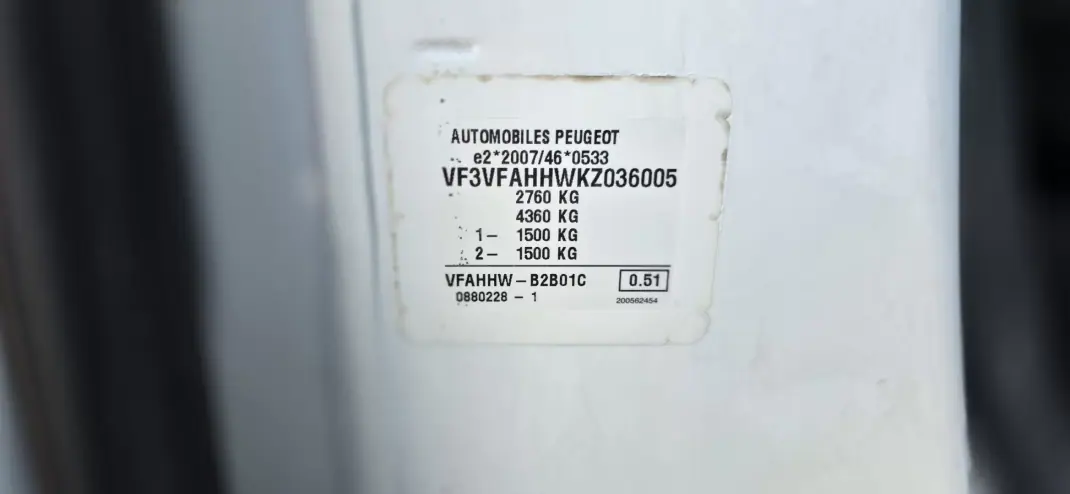 AUTOMOBILES PEUGEOT
e2*2007/46*0533
VF3VFAHHWKZ036005
2760 KG
4360 KG
1- 1500 KG
2- 1500 KG
VFAHHW-B2B01C 0.51
0880228 - 1 200562454